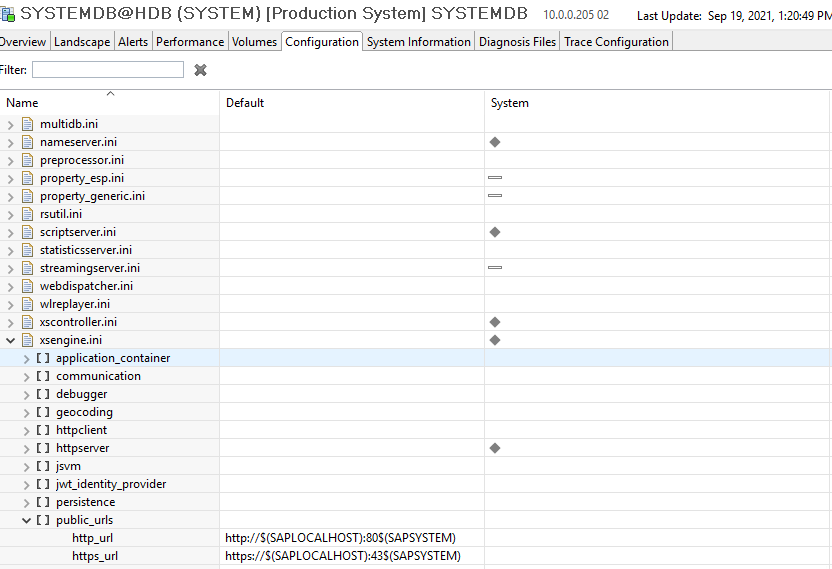 SYSTEMDB@HDB (SYSTEM) [Production System] SYSTEMDB 10.0.0.205 02 Last Update: Sep 19, 2021, 1:20:49 PM
Overview Landscape Alerts Performance Volumes Configuration System Information Diagnosis Files Trace Configuration
Filter:
Name Default System
multidb.ini
nameserver.ini
preprocessor.ini
property_esp.ini
property_generic.ini
rsutil.ini
scriptserver.ini
statisticsserver.ini
streamingserver.ini
webdispatcher.ini
wlreplayer.ini
xscontroller.ini
xsengine.ini
[ ] application_container
[ ] communication
[ ] debugger
[ ] geocoding
[ ] httpclient
[ ] httpserver
[ ] jsvm
[ ] jwt_identity_provider
[ ] persistence
[ ] public_urls
http_url http://$(SAPLOCALHOST):80$(SAPSYSTEM)
https_url https://$(SAPLOCALHOST):43$(SAPSYSTEM)